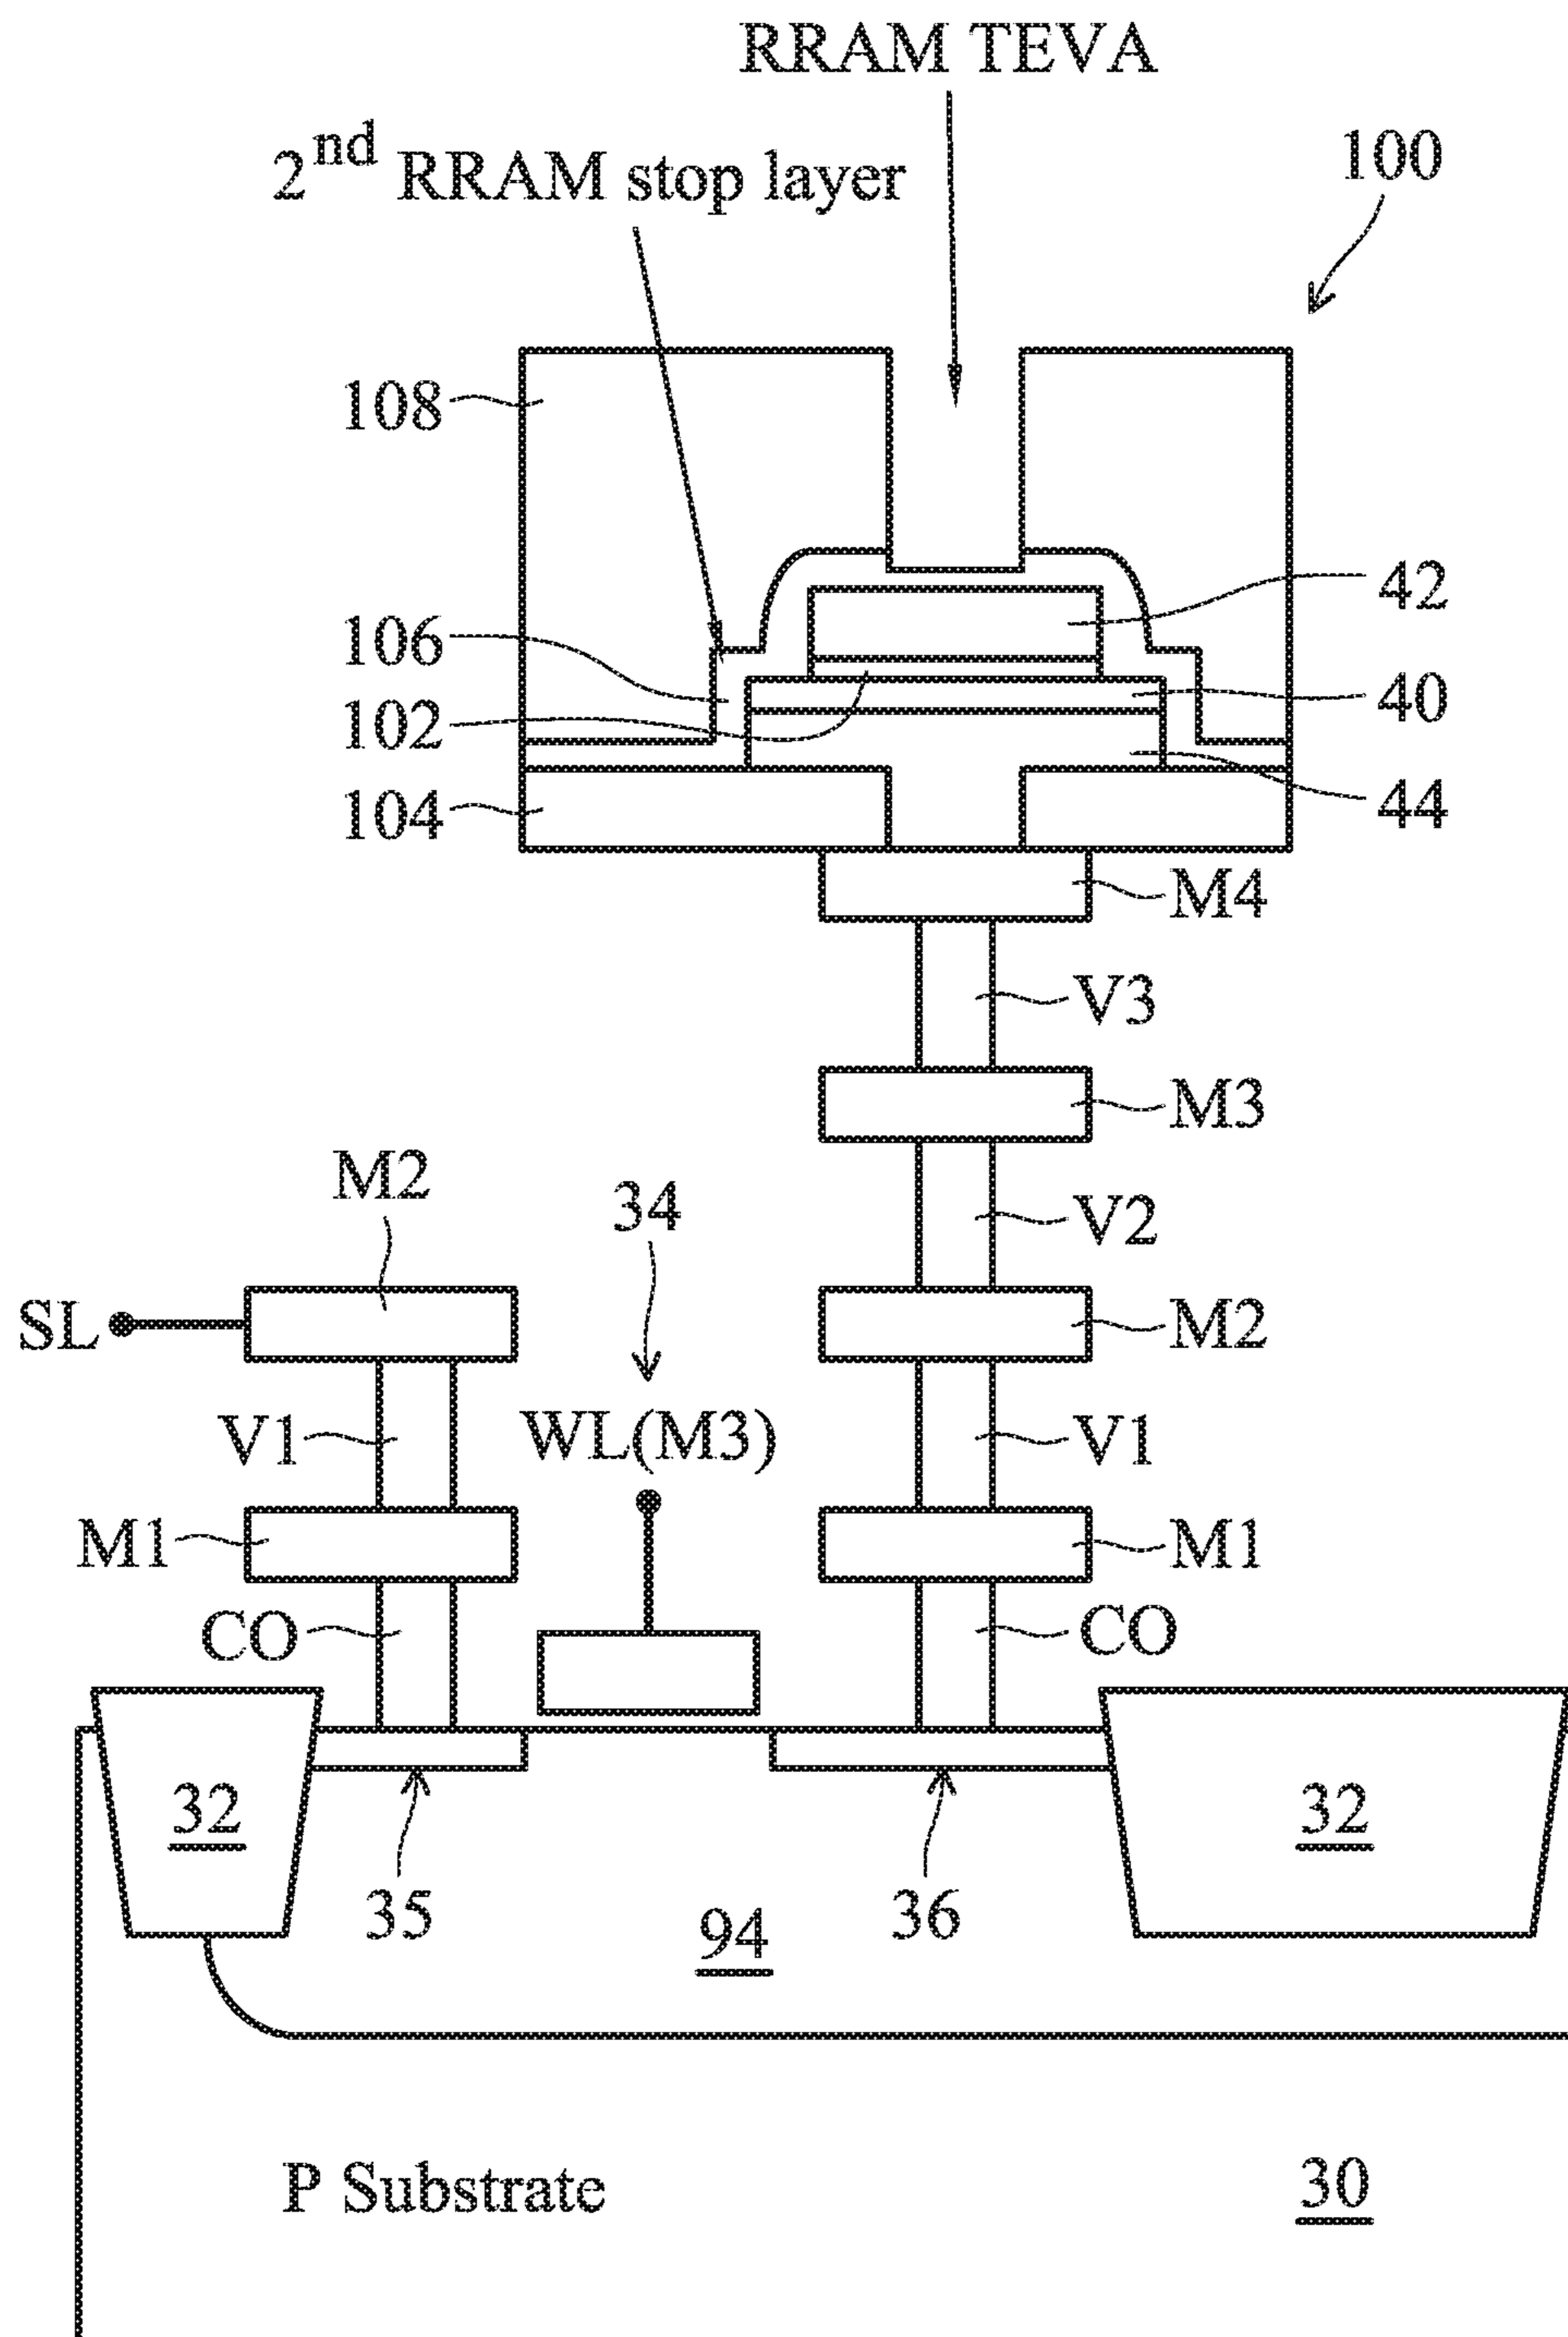 RRAM TEVA
2nd RRAM stop layer
100
108
42
106
40
102
104
44
M4
V3
M3
M2
34
V2
SL
M2
V1
WL(M3)
V1
M1
M1
CO
CO
32
32
35
36
94
P Substrate
30